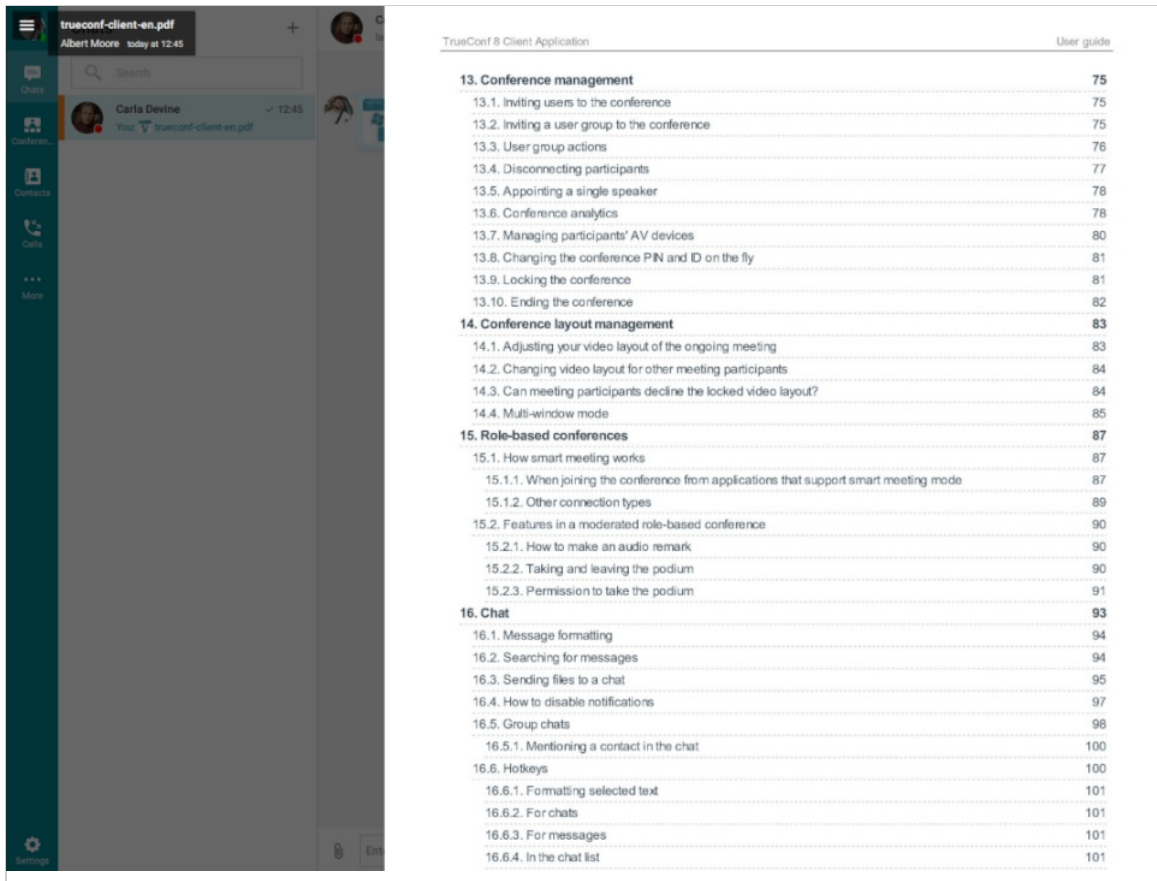 trueconf-client-en.pdf
Albert Moore today at 12:45
+
Search
Chats
Carla Devine 12:45
You: trueconf-client-en.pdf
Conferen...
Contacts
Calls
More
Settings
TrueConf 8 Client Application User guide
13. Conference management 75
13.1. Inviting users to the conference 75
13.2. Inviting a user group to the conference 75
13.3. User group actions 76
13.4. Disconnecting participants 77
13.5. Appointing a single speaker 78
13.6. Conference analytics 78
13.7. Managing participants' AV devices 80
13.8. Changing the conference PIN and ID on the fly 81
13.9. Locking the conference 81
13.10. Ending the conference 82
14. Conference layout management 83
14.1. Adjusting your video layout of the ongoing meeting 83
14.2. Changing video layout for other meeting participants 84
14.3. Can meeting participants decline the locked video layout? 84
14.4. Multi-window mode 85
15. Role-based conferences 87
15.1. How smart meeting works 87
15.1.1. When joining the conference from applications that support smart meeting mode 87
15.1.2. Other connection types 89
15.2. Features in a moderated role-based conference 90
15.2.1. How to make an audio remark 90
15.2.2. Taking and leaving the podium 90
15.2.3. Permission to take the podium 91
16. Chat 93
16.1. Message formatting 94
16.2. Searching for messages 94
16.3. Sending files to a chat 95
16.4. How to disable notifications 97
16.5. Group chats 98
16.5.1. Mentioning a contact in the chat 100
16.6. Hotkeys 100
16.6.1. Formatting selected text 101
16.6.2. For chats 101
16.6.3. For messages 101
16.6.4. In the chat list 101